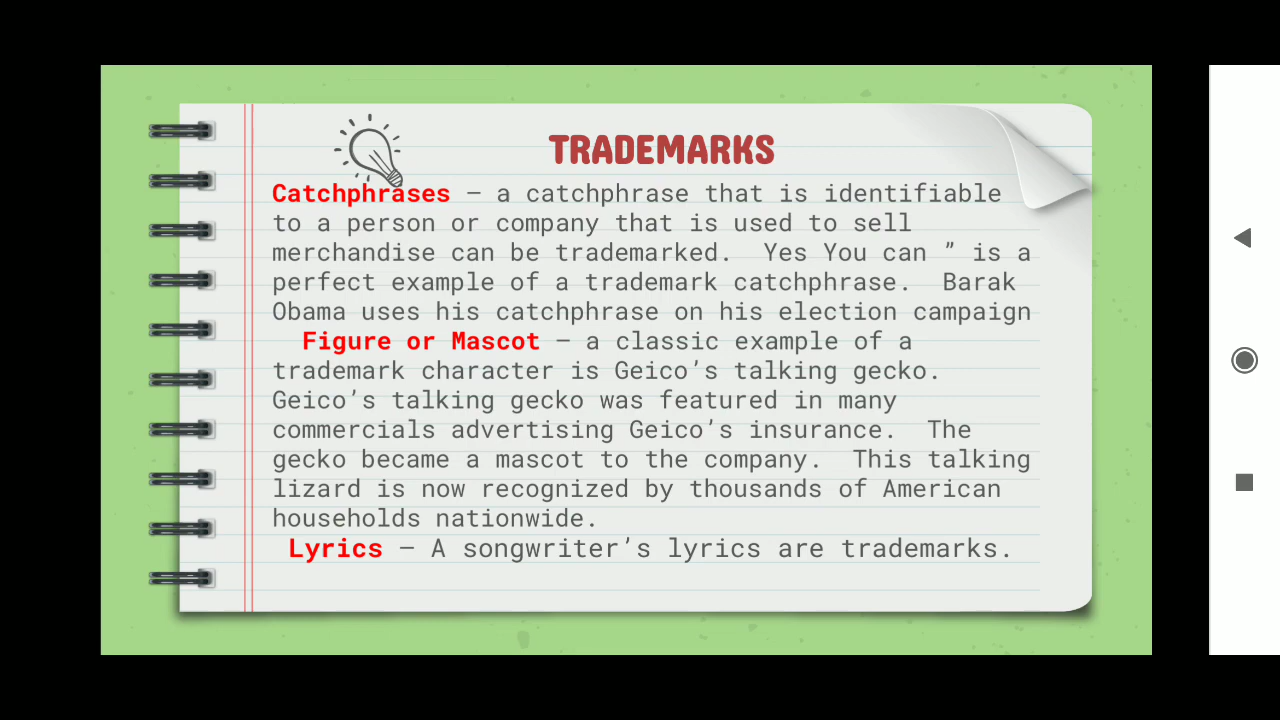 TRADEMARKS
Catchphrases – a catchphrase that is identifiable
to a person or company that is used to sell
merchandise can be trademarked.  Yes You can ” is a
perfect example of a trademark catchphrase.  Barak
Obama uses his catchphrase on his election campaign
Figure or Mascot – a classic example of a
trademark character is Geico’s talking gecko.
Geico’s talking gecko was featured in many
commercials advertising Geico’s insurance.  The
gecko became a mascot to the company.  This talking
lizard is now recognized by thousands of American
households nationwide.
Lyrics – A songwriter’s lyrics are trademarks.